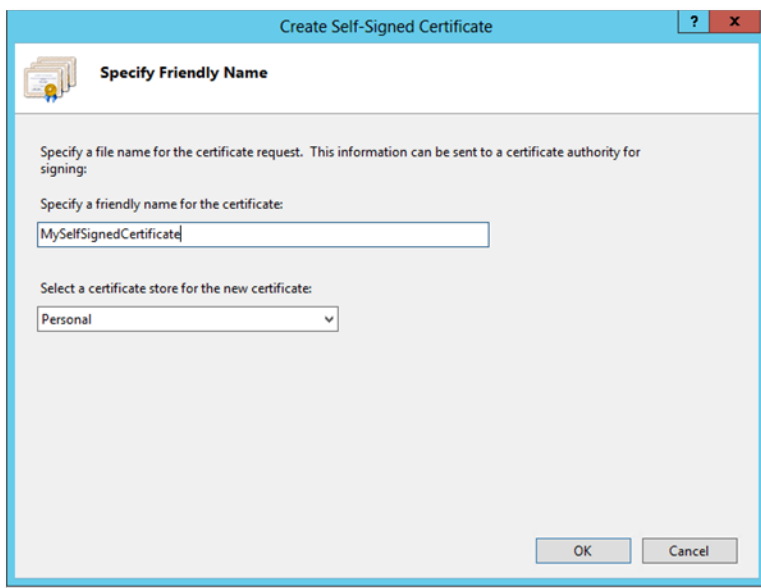 Create Self-Signed Certificate
? x
Specify Friendly Name
Specify a file name for the certificate request.  This information can be sent to a certificate authority for
signing:
Specify a friendly name for the certificate:
MySelfSignedCertificate
Select a certificate store for the new certificate:
Personal
OK Cancel